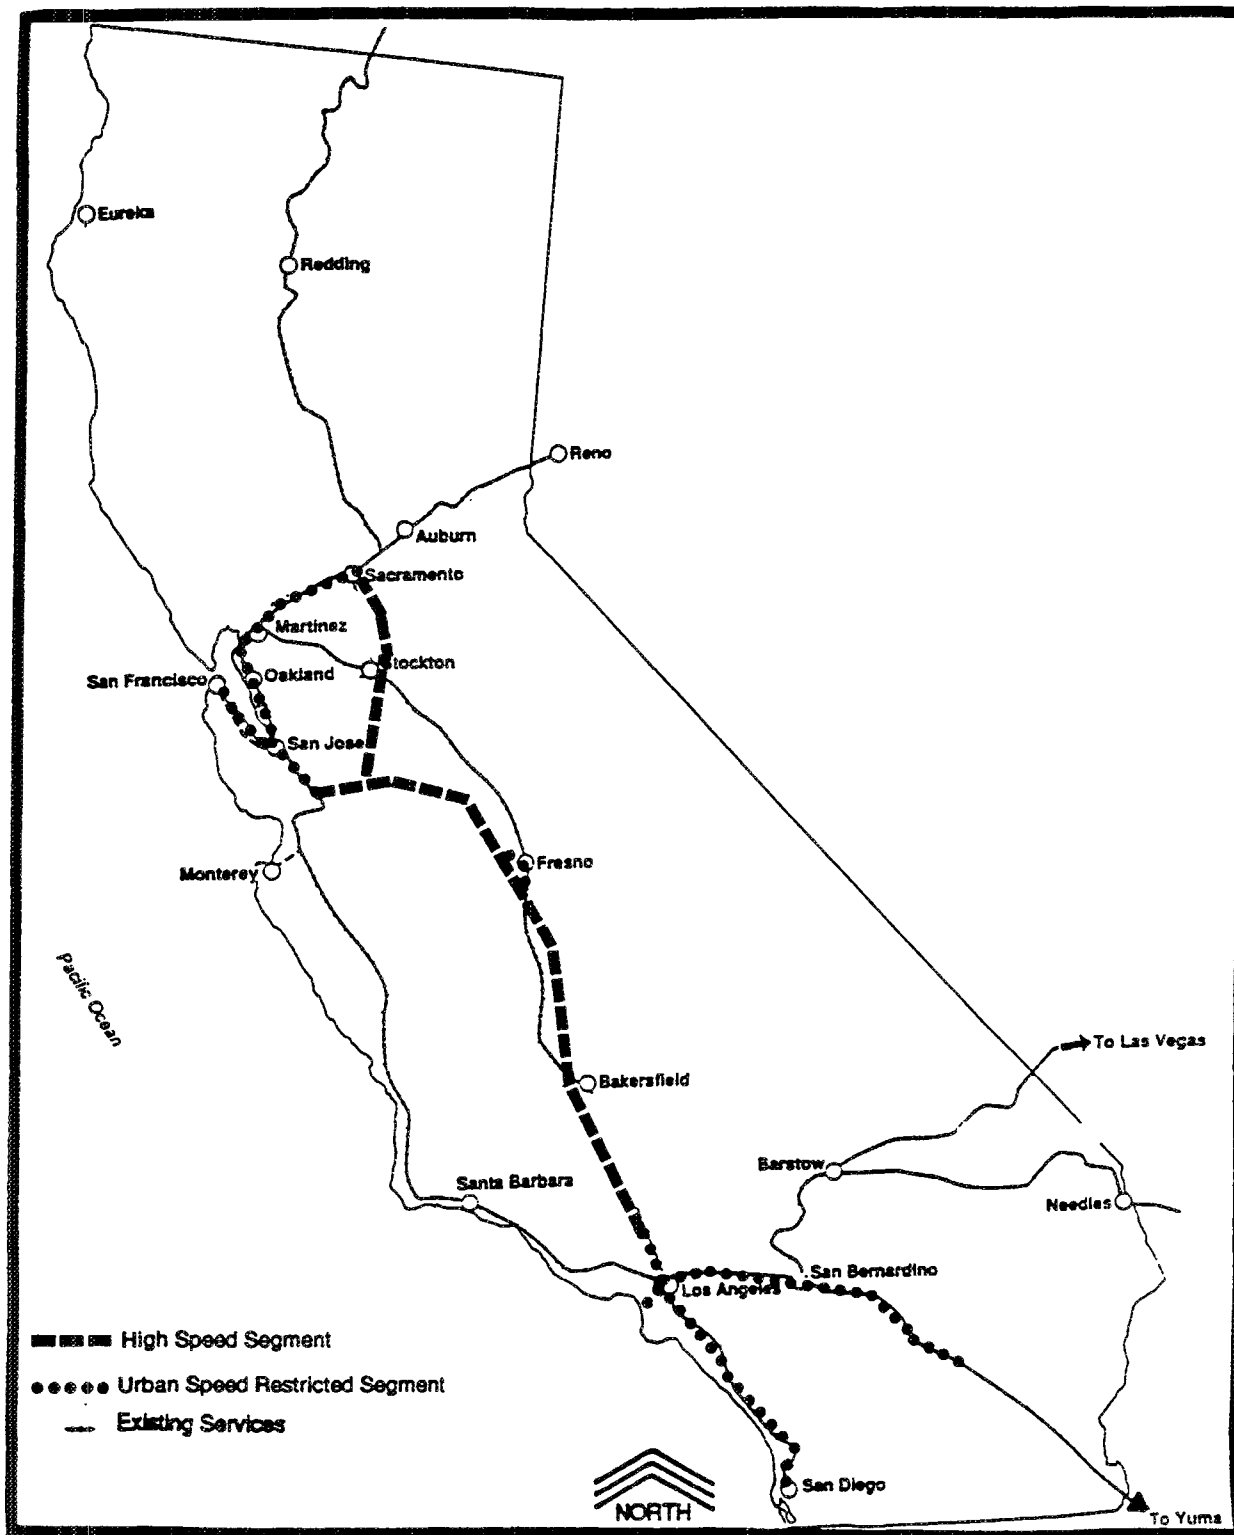 Eureka
Redding
Reno
Auburn
Sacramento
Martinez
Stockton
Oakland
San Francisco
San Jose
Fresno
Monterey
Pacific Ocean
To Las Vegas
Bakersfield
Barstow
Santa Barbara
Needles
San Bernardino
Los Angeles
High Speed Segment
Urban Speed Restricted Segment
Existing Services
San Diego
NORTH
To Yuma